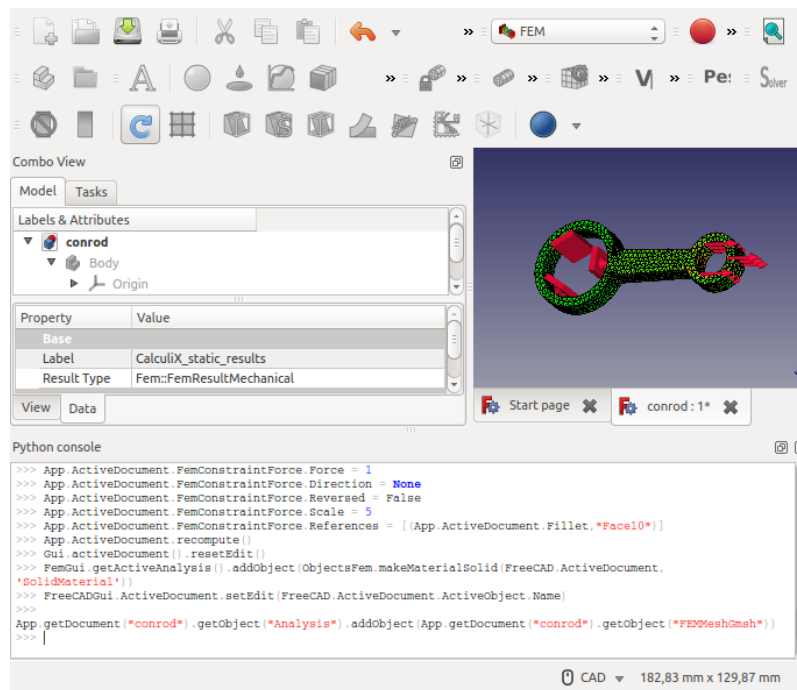 FEM
A
V
Pe:
Solver
Combo View
Model Tasks
Labels & Attributes
conrod
Body
Origin
Property Value
Base
Label CalculiX_static_results
Result Type Fem::FemResultMechanical
View Data
Start page conrod : 1*
Python console
>>> App.ActiveDocument.FemConstraintForce.Force = 1
>>> App.ActiveDocument.FemConstraintForce.Direction = None
>>> App.ActiveDocument.FemConstraintForce.Reversed = False
>>> App.ActiveDocument.FemConstraintForce.Scale = 5
>>> App.ActiveDocument.FemConstraintForce.References = [(App.ActiveDocument.Fillet,"Face10")]
>>> App.ActiveDocument.recompute()
>>> Gui.activeDocument().resetEdit()
>>> FemGui.getActiveAnalysis().addObject(ObjectsFem.makeMaterialSolid(FreeCAD.ActiveDocument,
'SolidMaterial'))
>>> FreeCADGui.ActiveDocument.setEdit(FreeCAD.ActiveDocument.ActiveObject.Name)
>>>
App.getDocument("conrod").getObject("Analysis").addObject(App.getDocument("conrod").getObject("FEMMeshGmsh"))
>>>
CAD 182,83 mm x 129,87 mm